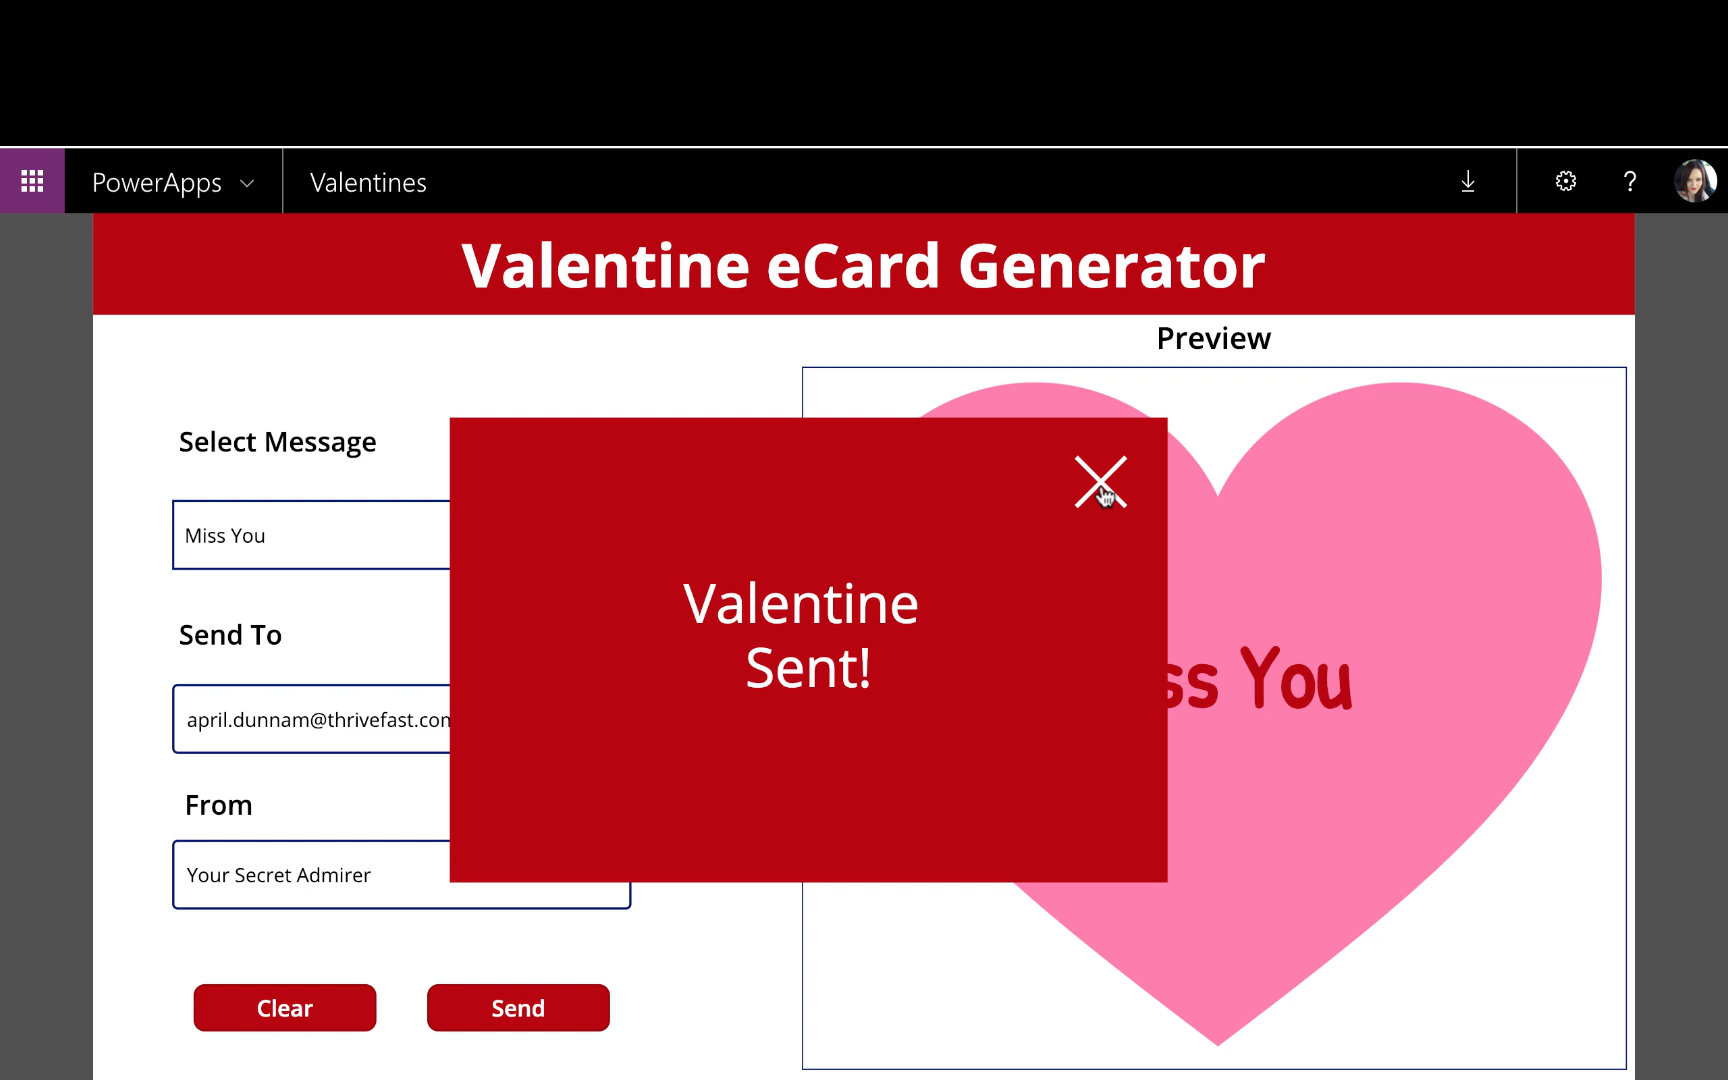 PowerApps
Valentines
?
Valentine eCard Generator
Preview
Select Message
Miss You
Send To
april.dunnam@thrivefast.com
From
Your Secret Admirer
Clear
Send
Valentine
Sent!
ss You